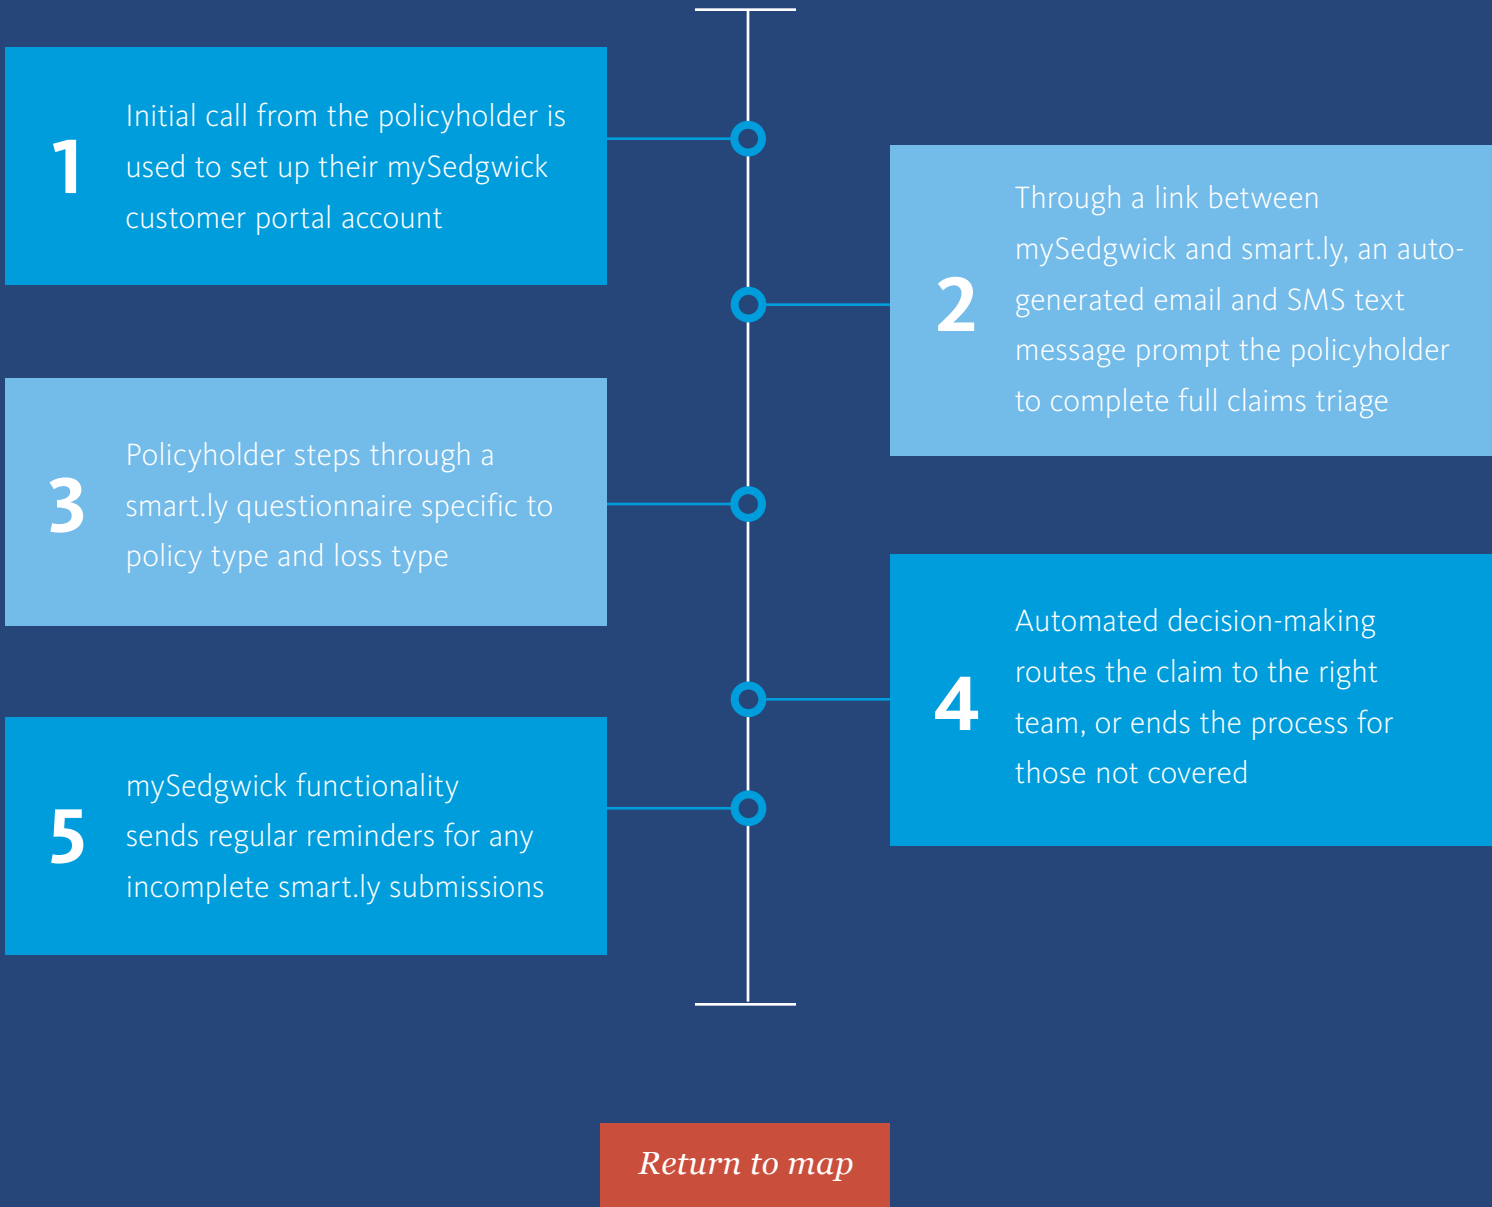 1
Initial call from the policyholder is
used to set up their mySedgwick
customer portal account
2
Through a link between
mySedgwick and smart.ly, an auto-
generated email and SMS text
message prompt the policyholder
to complete full claims triage
3
Policyholder steps through a
smart.ly questionnaire specific to
policy type and loss type
4
Automated decision-making
routes the claim to the right
team, or ends the process for
those not covered
5
mySedgwick functionality
sends regular reminders for any
incomplete smart.ly submissions
Return to map